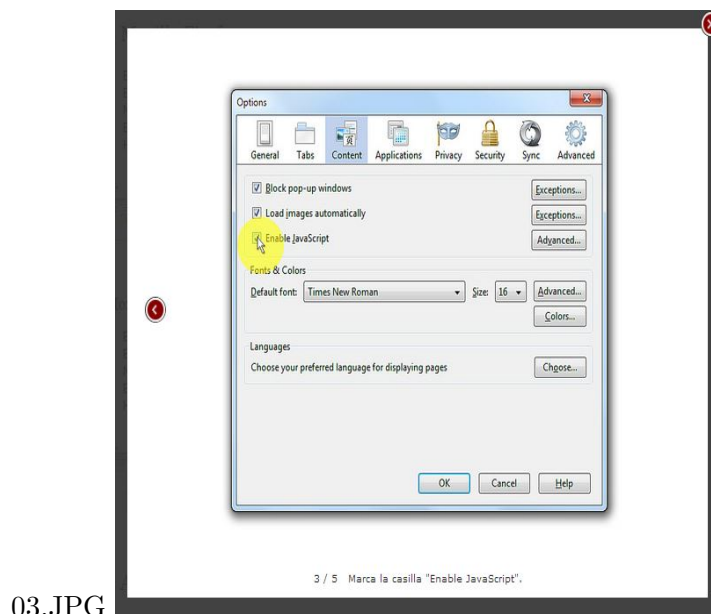 Options
General Tabs Content Applications Privacy Security Sync Advanced
Block pop-up windows Exceptions...
Load images automatically Exceptions...
Enable JavaScript Advanced...
Fonts & Colors
Default font: Times New Roman Size: 16 Advanced...
Colors...
Languages
Choose your preferred language for displaying pages Choose...
OK Cancel Help
3 / 5 Marca la casilla "Enable JavaScript".
03.JPG